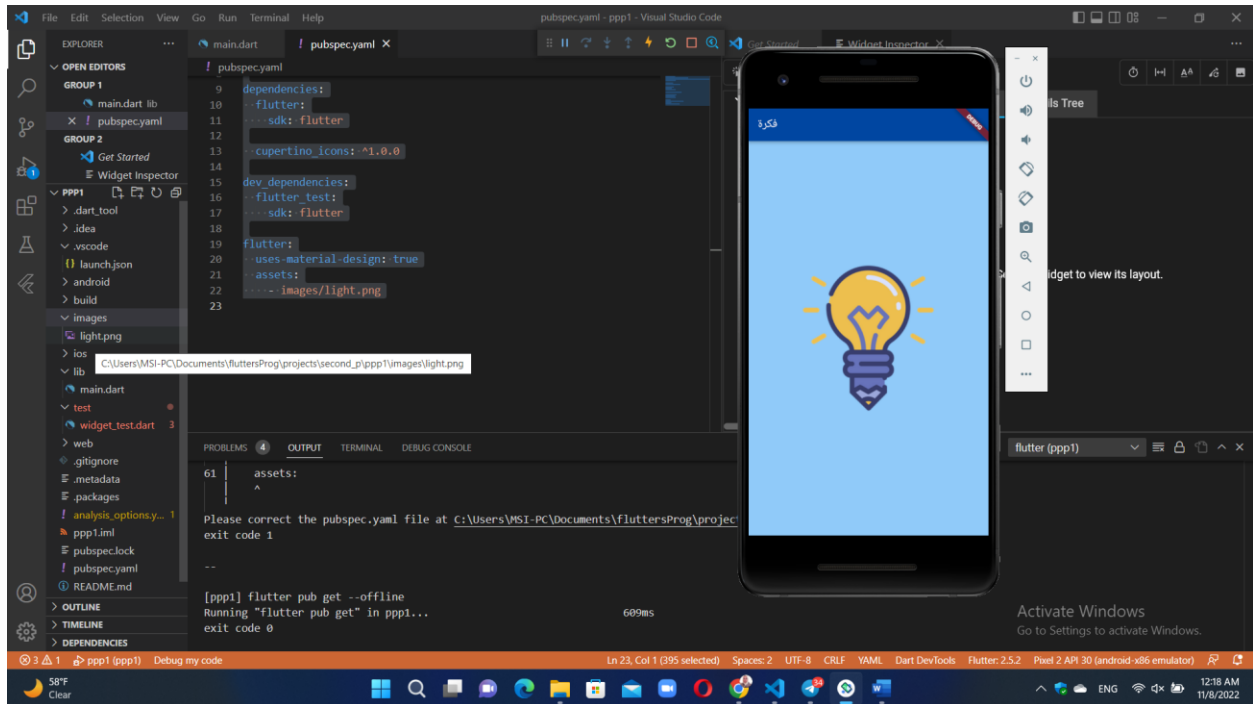 File Edit Selection View Go Run Terminal Help
pubspec.yaml - ppp1 - Visual Studio Code
EXPLORER
OPEN EDITORS
GROUP 1
main.dart lib
pubspec.yaml
GROUP 2
Get Started
Widget Inspector
PPP1
.dart_tool
.idea
.vscode
launch.json
android
build
images
light.png
ios
C:\Users\MSI-PC\Documents\fluttersProg\projects\second_p\ppp1\images\light.png
lib
main.dart
test
widget_test.dart 3
web
.gitignore
.metadata
.packages
analysis_options.y... 1
ppp1.iml
pubspec.lock
pubspec.yaml
README.md
OUTLINE
TIMELINE
DEPENDENCIES
main.dart
pubspec.yaml
Get Started
Widget Inspector
pubspec.yaml
9 dependencies:
10 flutter:
11 sdk: flutter
12
13 cupertino_icons: ^1.0.0
14
15 dev_dependencies:
16 flutter_test:
17 sdk: flutter
18
19 flutter:
20 uses-material-design: true
21 assets:
22 - images/light.png
23
ils Tree
idget to view its layout.
فكرة
DEBUG
PROBLEMS 4 OUTPUT TERMINAL DEBUG CONSOLE
flutter (ppp1)
61 | assets:
| ^
Please correct the pubspec.yaml file at C:\Users\MSI-PC\Documents\fluttersProg\projec
exit code 1
--
[ppp1] flutter pub get --offline
Running "flutter pub get" in ppp1... 609ms
exit code 0
Activate Windows
Go to Settings to activate Windows.
3 1 ppp1 (ppp1) Debug my code
Ln 23, Col 1 (395 selected) Spaces: 2 UTF-8 CRLF YAML Dart DevTools Flutter: 2.5.2 Pixel 2 API 30 (android-x86 emulator)
58°F
Clear
34
ENG
12:18 AM
11/8/2022